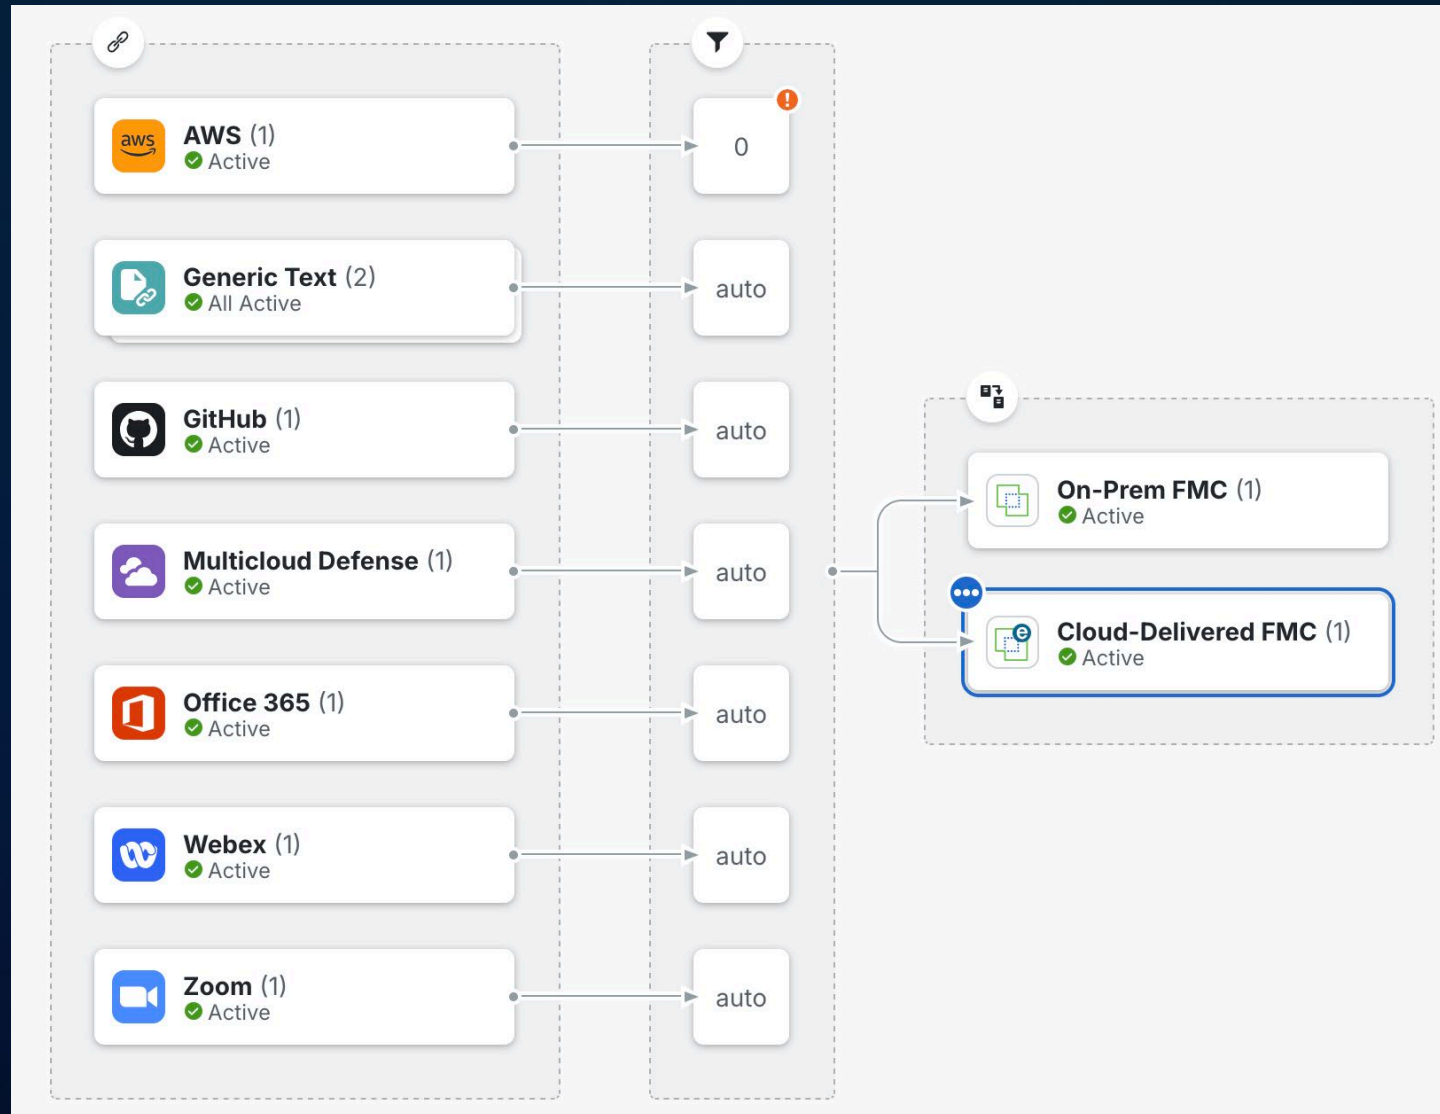 aws
AWS (1)
Active
0
!
Generic Text (2)
All Active
auto
GitHub (1)
Active
auto
Multicloud Defense (1)
Active
auto
Office 365 (1)
Active
auto
Webex (1)
Active
auto
Zoom (1)
Active
auto
On-Prem FMC (1)
Active
e
Cloud-Delivered FMC (1)
Active